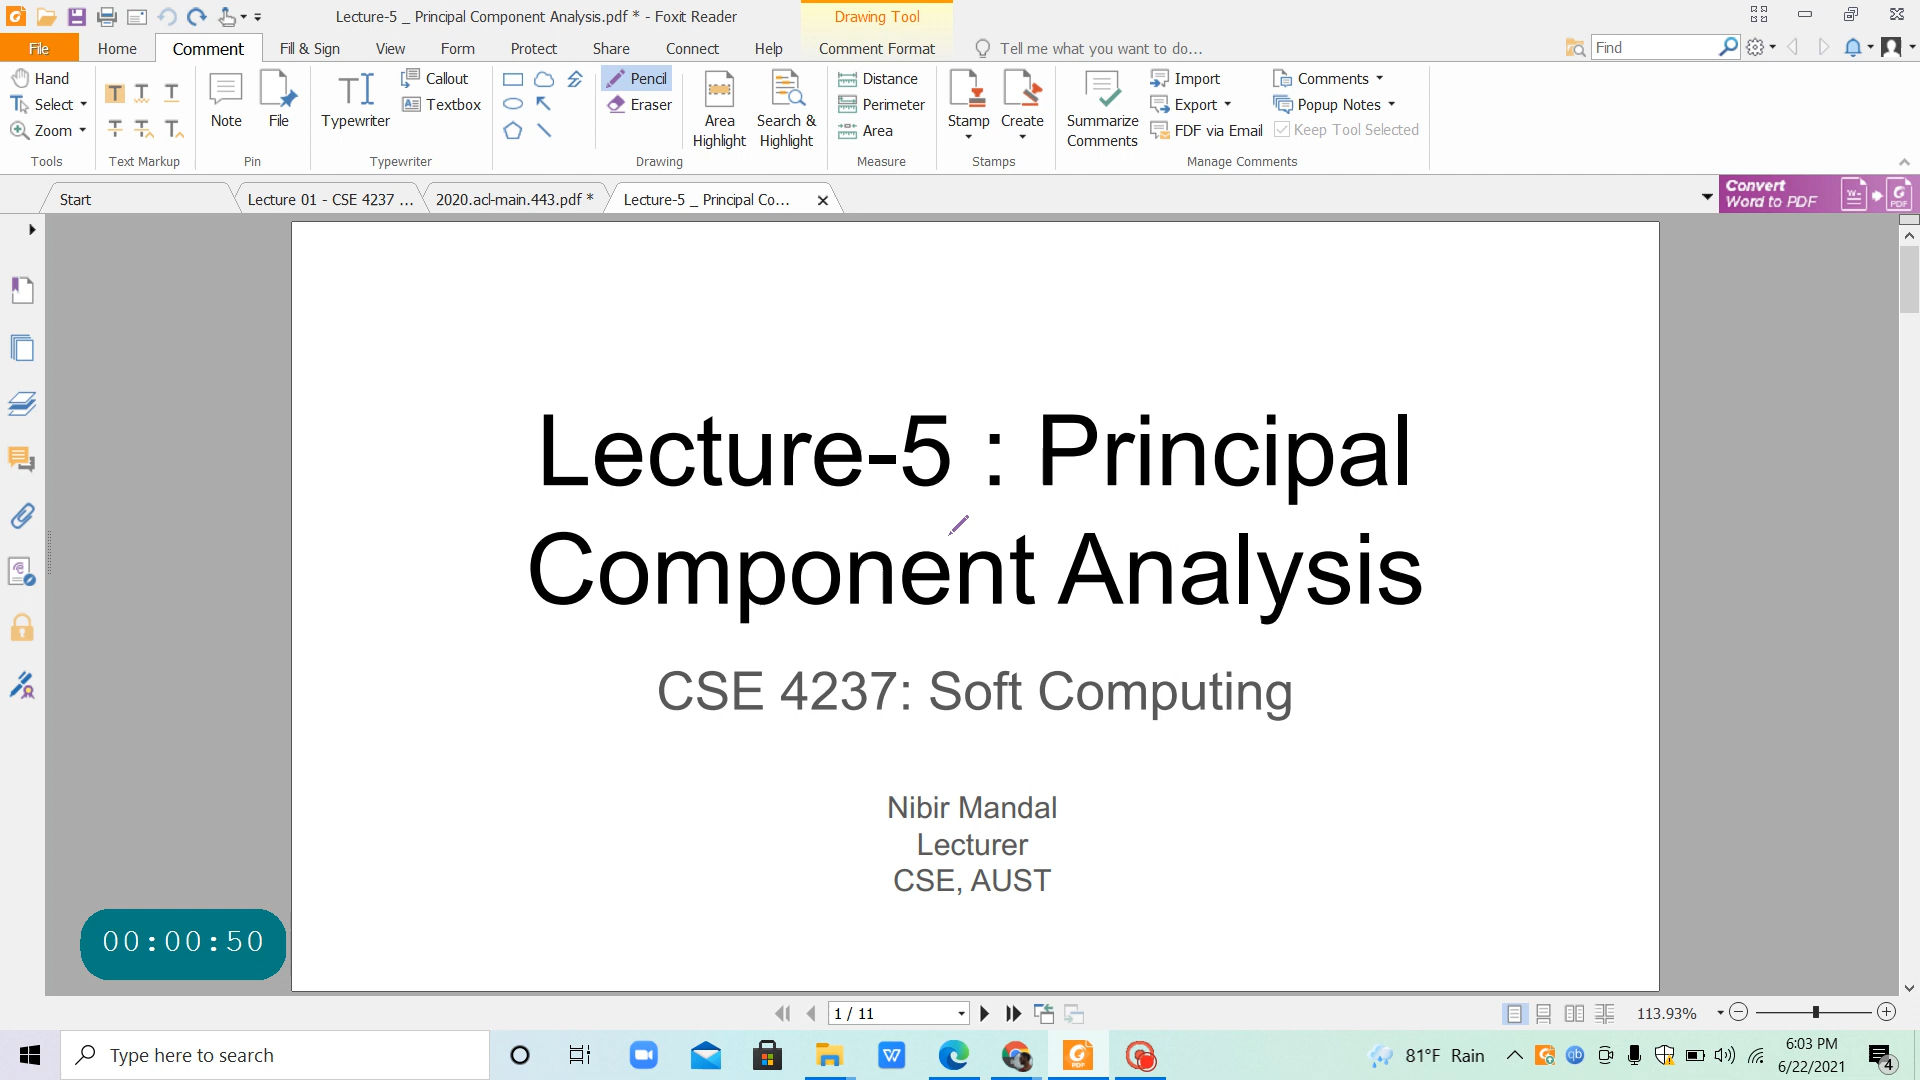 Lecture-5 _ Principal Component Analysis.pdf * - Foxit Reader
Drawing Tool
File
Home
Comment
Fill & Sign
View
Form
Protect
Share
Connect
Help
Comment Format
Tell me what you want to do...
Find
Hand
Select
Zoom
Tools
Text Markup
Note
File
Pin
Typewriter
Callout
Textbox
Typewriter
Pencil
Eraser
Area Highlight
Search & Highlight
Drawing
Distance
Perimeter
Area
Measure
Stamp
Create
Stamps
Summarize Comments
Import
Export
FDF via Email
Comments
Popup Notes
Keep Tool Selected
Manage Comments
Start
Lecture 01 - CSE 4237 ...
2020.acl-main.443.pdf *
Lecture-5 _ Principal Co...
Convert
Word to PDF
Lecture-5 : Principal
Component Analysis
CSE 4237: Soft Computing
Nibir Mandal
Lecturer
CSE, AUST
00:00:50
1 / 11
113.93%
Type here to search
81°F Rain
6:03 PM
6/22/2021
4